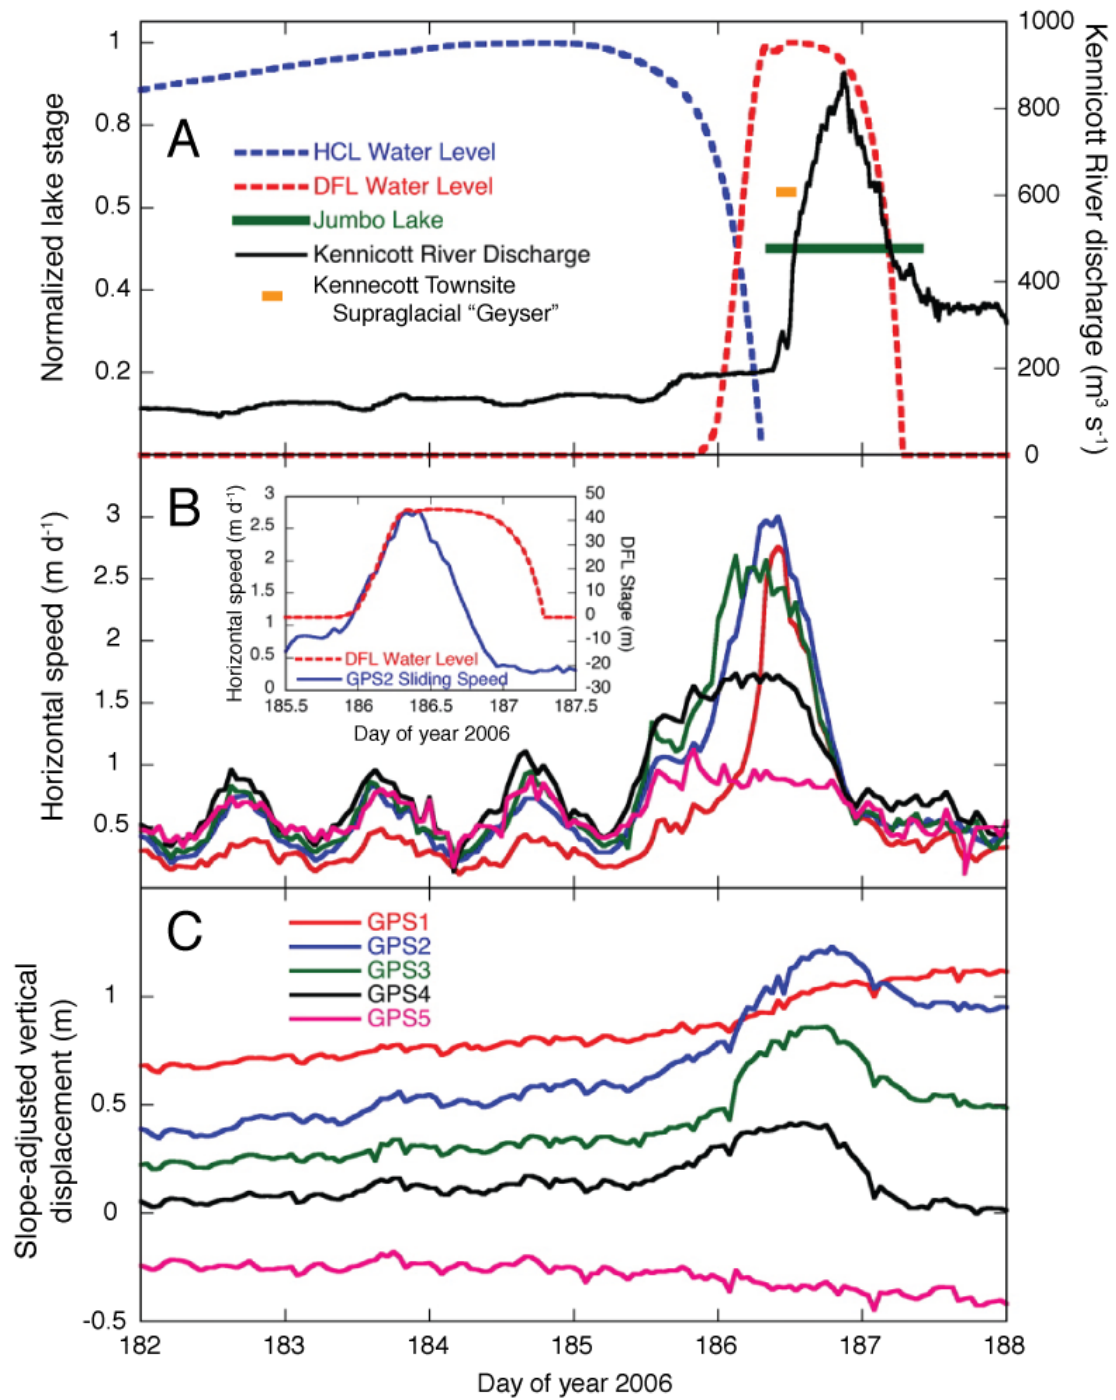 A
Normalized lake stage
1
0.8
0.5
0.4
0.2
1000
800
600
400
200
0
Kennicott River discharge (m³ s⁻¹)
HCL Water Level
DFL Water Level
Jumbo Lake
Kennicott River Discharge
Kennecott Townsite
Supraglacial “Geyser”
B
Horizontal speed (m d⁻¹)
3
2.5
2
1.5
1
0.5
Horizontal speed (m d⁻¹)
3
2.5
2
1.5
1
0.5
0
50
40
30
20
10
0
-10
-20
-30
DFL Stage (m)
DFL Water Level
GPS2 Sliding Speed
185.5 186 186.5 187 187.5
Day of year 2006
C
Slope-adjusted vertical
displacement (m)
1
0.5
0
-0.5
GPS1
GPS2
GPS3
GPS4
GPS5
182 183 184 185 186 187 188
Day of year 2006